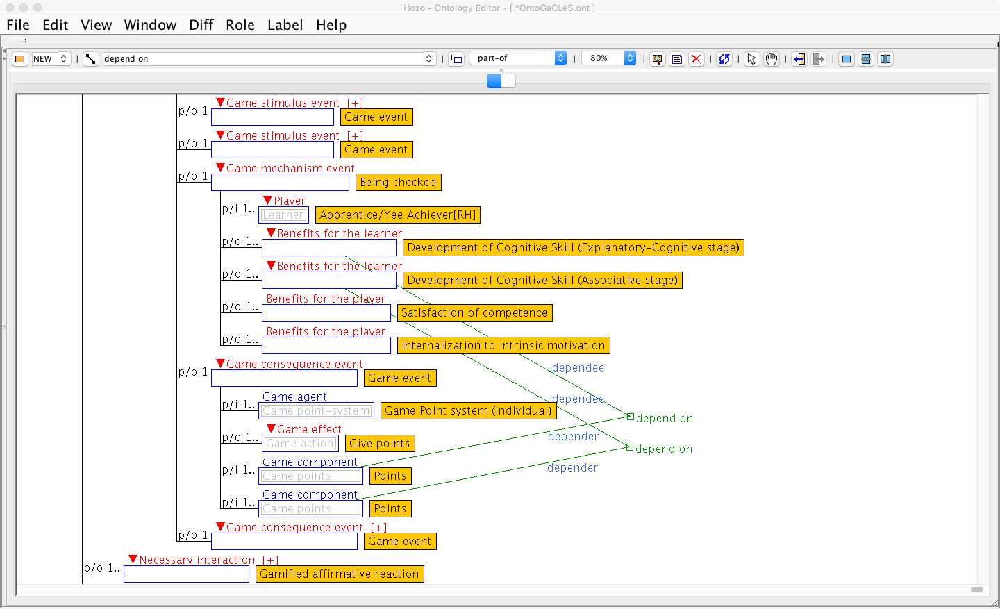 Hozo - Ontology Editor - [ *OntoGaCLeS.ont ]
File Edit View Window Diff Role Label Help
NEW | depend on | part-of | 80% | | | | |
Game stimulus event [+]
p/o 1 Game event
Game stimulus event [+]
p/o 1 Game event
Game mechanism event
p/o 1 Being checked
Player
p/i 1.. Learner Apprentice/Yee Achiever[RH]
Benefits for the learner
p/o 1.. Development of Cognitive Skill (Explanatory-Cognitive stage)
Benefits for the learner
p/o 1.. Development of Cognitive Skill (Associative stage)
Benefits for the player
p/o 1.. Satisfaction of competence
Benefits for the player
p/o 1.. Internalization to intrinsic motivation
Game consequence event dependee
p/o 1 Game event
Game agent dependee
p/i 1.. Game point-system Game Point system (individual) depend on
Game effect depender
p/o 1.. Game action Give points depend on
Game component depender
p/i 1.. Game points Points
Game component
p/i 1.. Game points Points
Game consequence event [+]
p/o 1 Game event
Necessary interaction [+]
p/o 1.. Gamified affirmative reaction